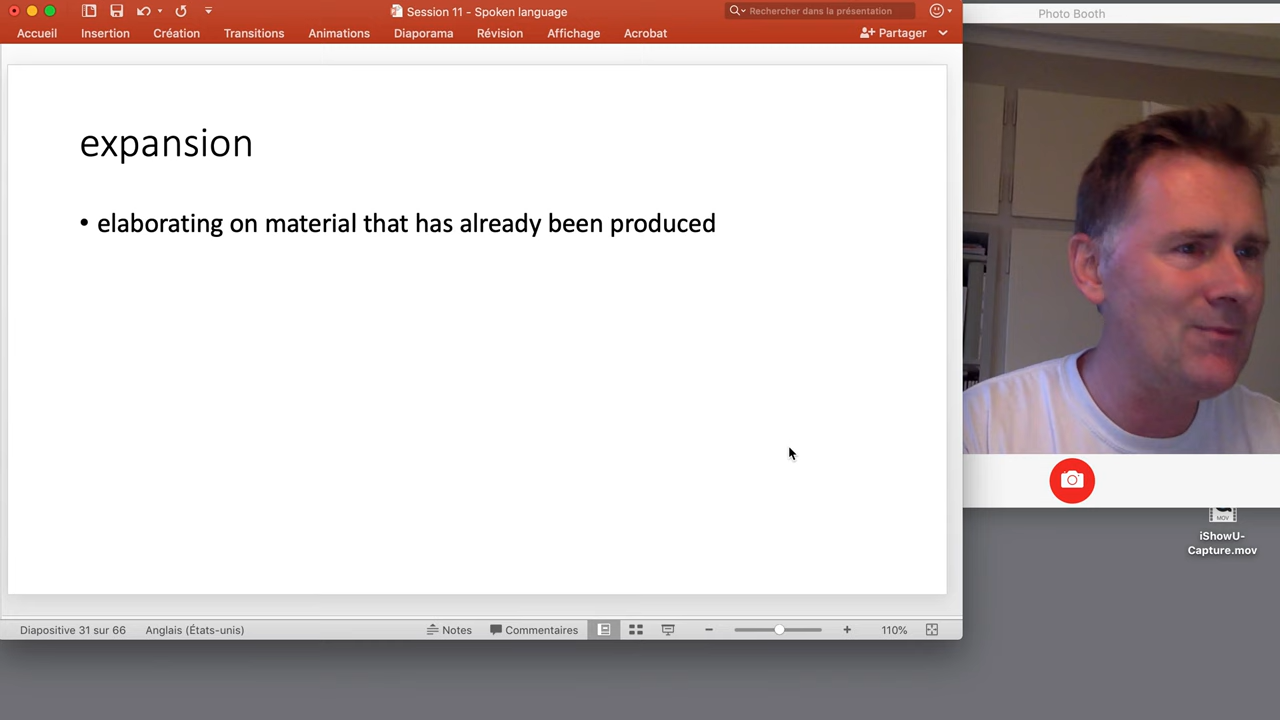 Session 11 - Spoken language
Rechercher dans la présentation
Photo Booth
Accueil Insertion Création Transitions Animations Diaporama Révision Affichage Acrobat Partager
expansion
• elaborating on material that has already been produced
MOV
iShowU-
Capture.mov
Diapositive 31 sur 66 Anglais (États-unis) Notes Commentaires 110%